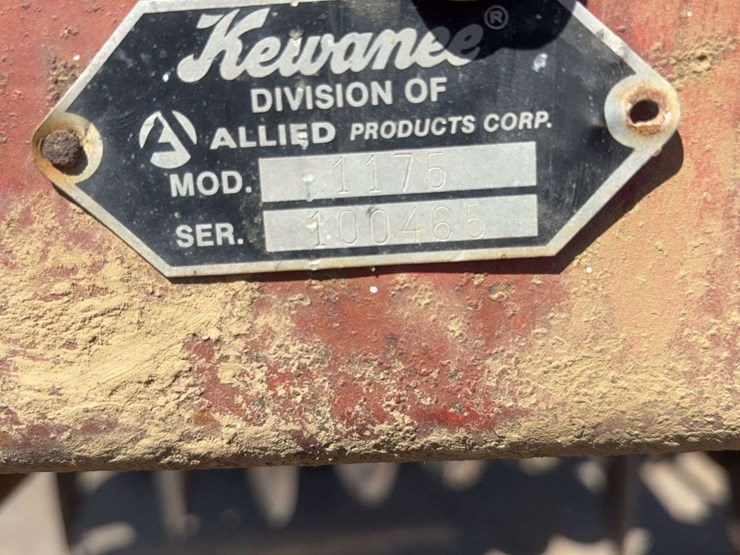 Kewanee®
DIVISION OF
ALLIED PRODUCTS CORP.
MOD. 1175
SER. 100465